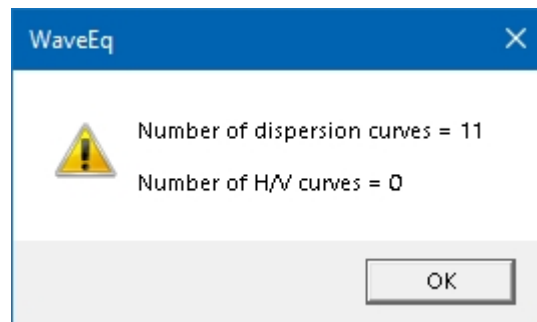 WaveEq
Number of dispersion curves = 11
Number of H/V curves = 0
OK